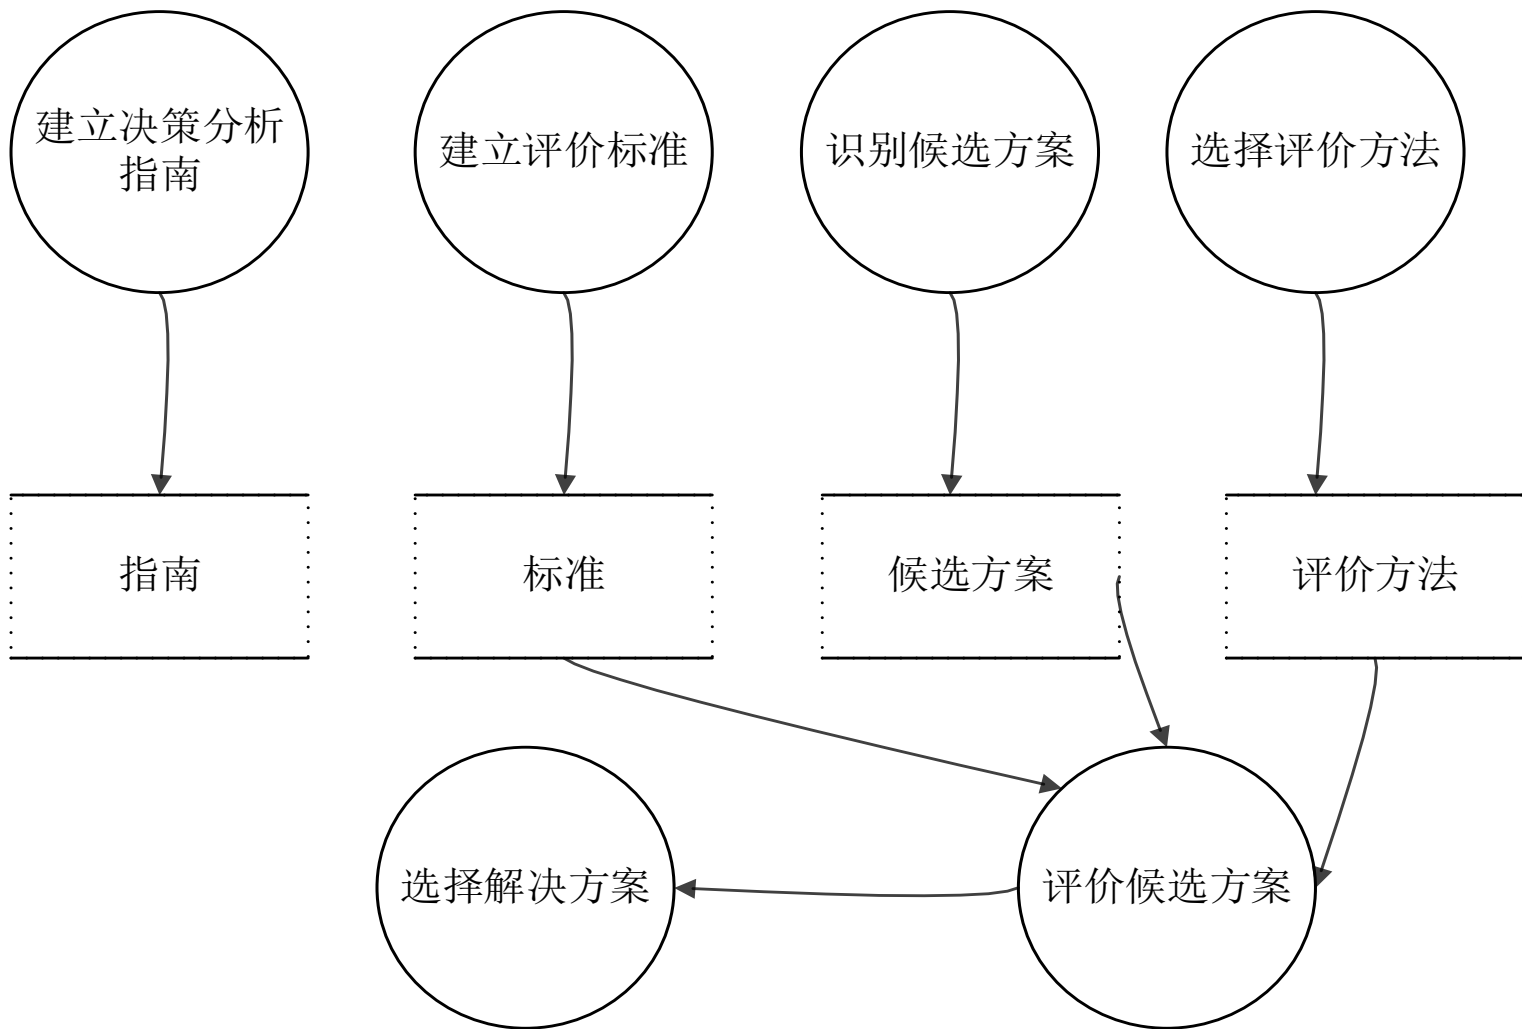 建立决策分析
指南
建立评价标准
识别候选方案
选择评价方法
指南
标准
候选方案
评价方法
选择解决方案
评价候选方案